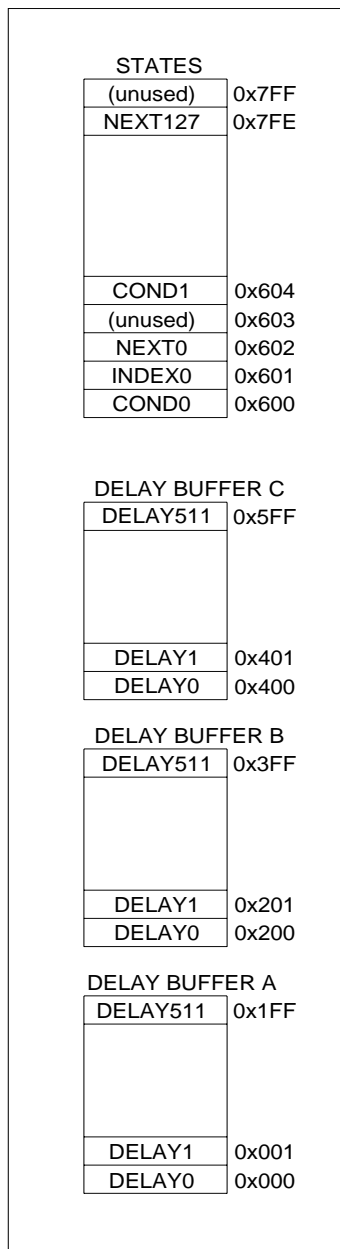 STATES
(unused) 0x7FF
NEXT127 0x7FE
COND1 0x604
(unused) 0x603
NEXT0 0x602
INDEX0 0x601
COND0 0x600
DELAY BUFFER C
DELAY511 0x5FF
DELAY1 0x401
DELAY0 0x400
DELAY BUFFER B
DELAY511 0x3FF
DELAY1 0x201
DELAY0 0x200
DELAY BUFFER A
DELAY511 0x1FF
DELAY1 0x001
DELAY0 0x000